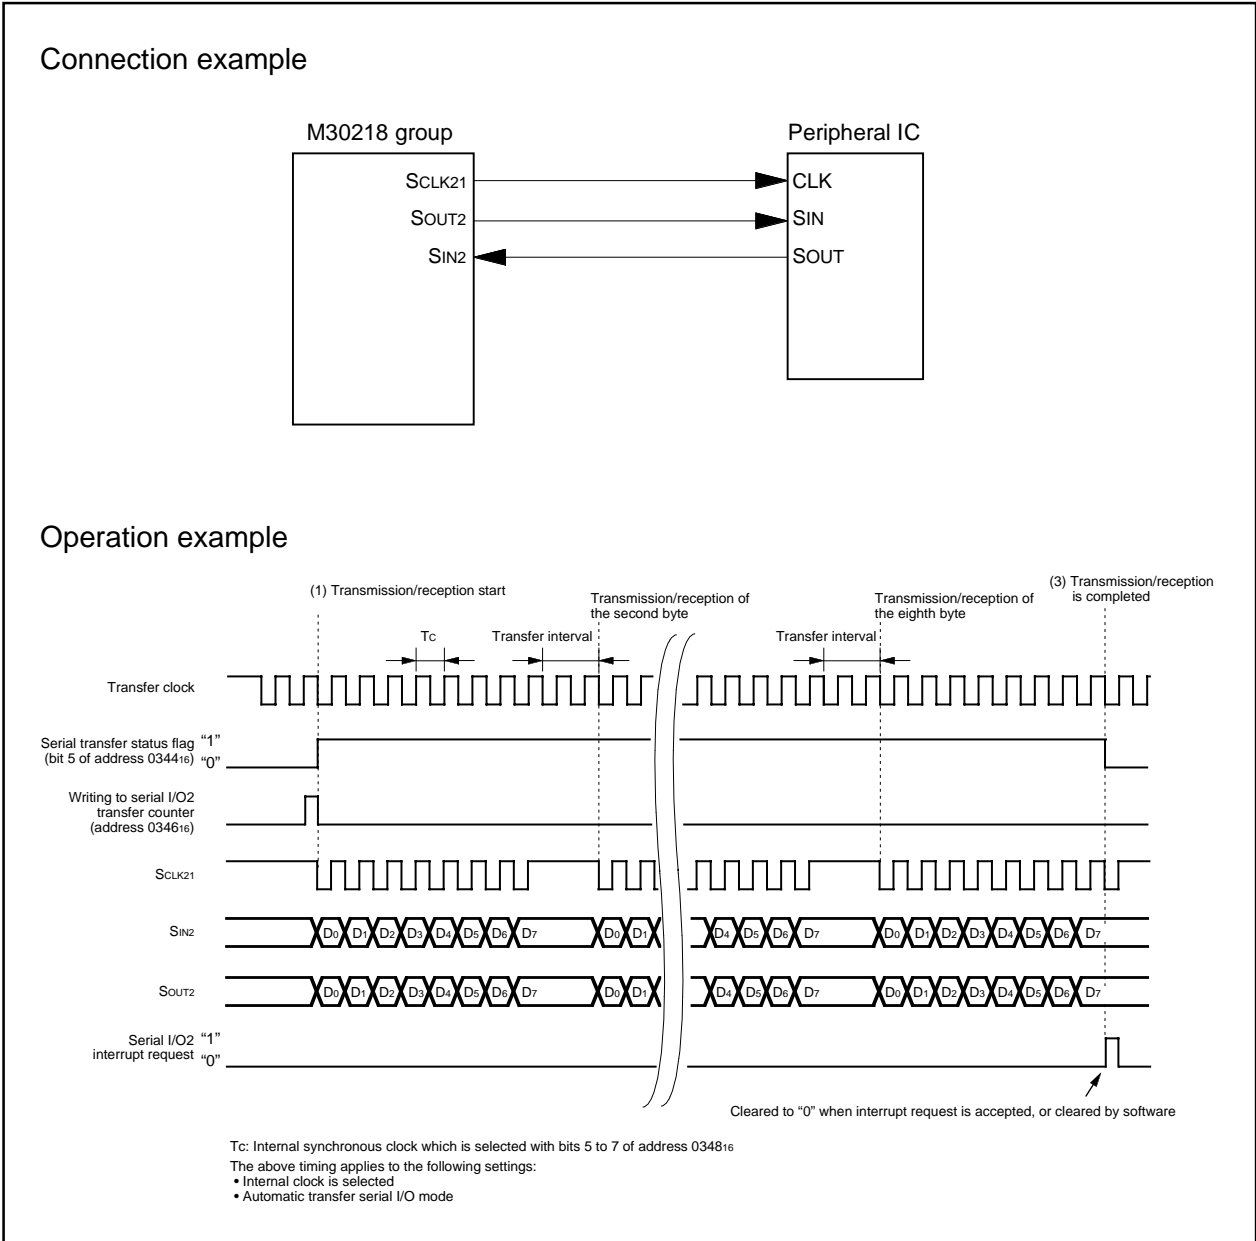 Connection example
M30218 group
Peripheral IC
SCLK21
CLK
SOUT2
SIN
SIN2
SOUT
Operation example
(1) Transmission/reception start
Transmission/reception of
the second byte
Transmission/reception of
the eighth byte
(3) Transmission/reception
is completed
Tc
Transfer interval
Transfer interval
Transfer clock
Serial transfer status flag
(bit 5 of address 034416)
“1”
“0”
Writing to serial I/O2
transfer counter
(address 034616)
SCLK21
SIN2
D0 D1 D2 D3 D4 D5 D6 D7 D0 D1 D4 D5 D6 D7 D0 D1 D2 D3 D4 D5 D6 D7
SOUT2
D0 D1 D2 D3 D4 D5 D6 D7 D0 D1 D4 D5 D6 D7 D0 D1 D2 D3 D4 D5 D6 D7
Serial I/O2
interrupt request
“1”
“0”
Cleared to “0” when interrupt request is accepted, or cleared by software
Tc: Internal synchronous clock which is selected with bits 5 to 7 of address 034816
The above timing applies to the following settings:
• Internal clock is selected
• Automatic transfer serial I/O mode